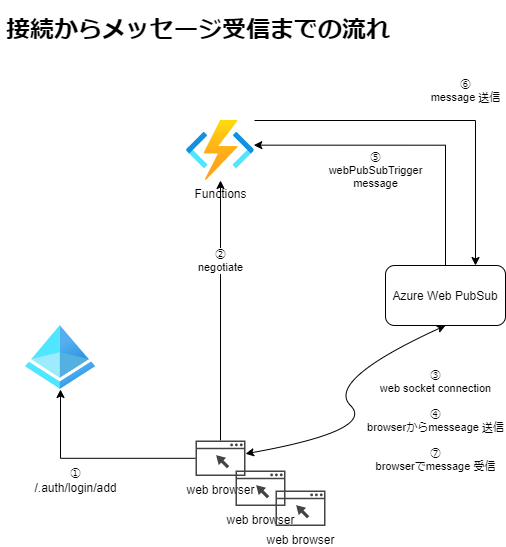 接続からメッセージ受信までの流れ
⑥
message 送信
⑤
webPubSubTrigger
message
Functions
②
negotiate
Azure Web PubSub
③
web socket connection
④
browserからmesseage 送信
⑦
browserでmessage 受信
①
/.auth/login/add
web browser
web browser
web browser